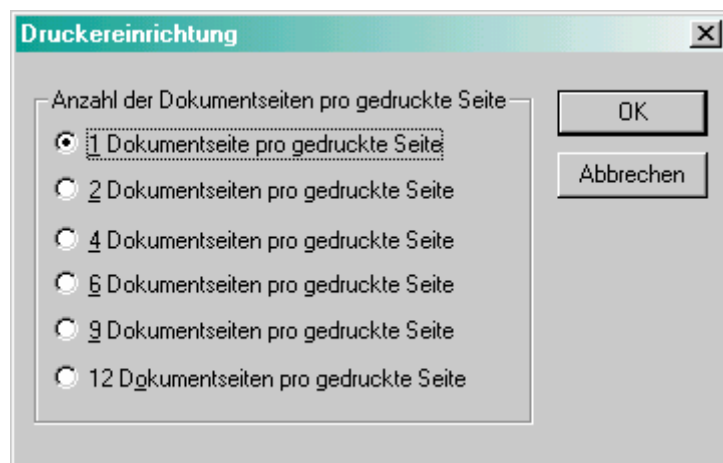 Druckereinrichtung
Anzahl der Dokumentseiten pro gedruckte Seite
1 Dokumentseite pro gedruckte Seite
2 Dokumentseiten pro gedruckte Seite
4 Dokumentseiten pro gedruckte Seite
6 Dokumentseiten pro gedruckte Seite
9 Dokumentseiten pro gedruckte Seite
12 Dokumentseiten pro gedruckte Seite
OK
Abbrechen